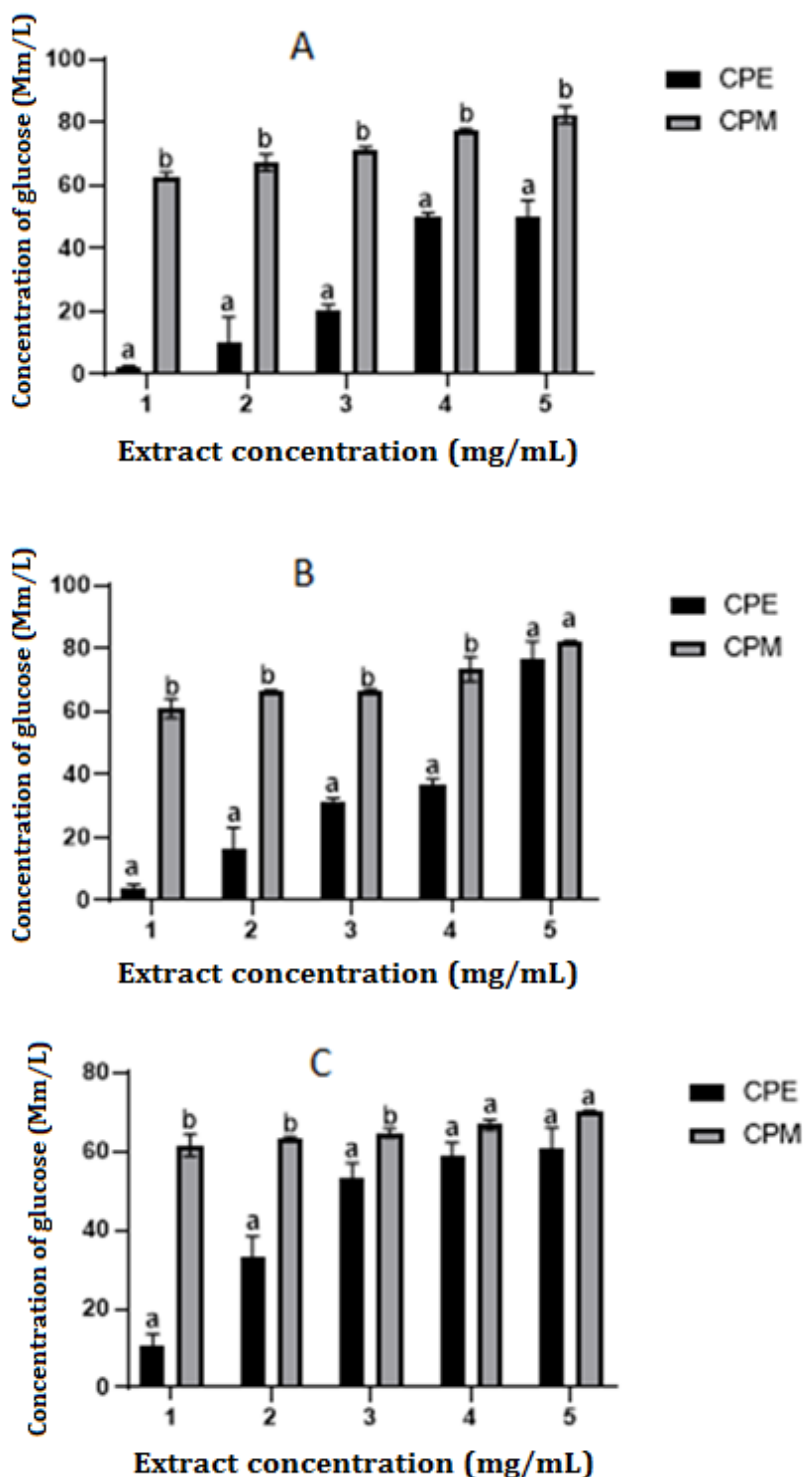 A
CPE
CPM
Concentration of glucose (Mm/L)
100
80
60
40
20
0
a b a b a b a b a b
1 2 3 4 5
Extract concentration (mg/mL)
B
CPE
CPM
Concentration of glucose (Mm/L)
100
80
60
40
20
0
a b a b a b a b a a
1 2 3 4 5
Extract concentration (mg/mL)
C
CPE
CPM
Concentration of glucose (Mm/L)
80
60
40
20
0
a b a b a b a a a a
1 2 3 4 5
Extract concentration (mg/mL)